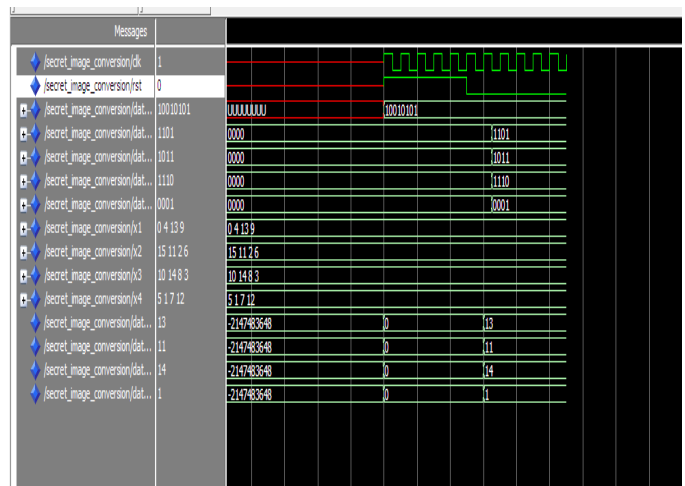 Messages
/secret_image_conversion/clk 1
/secret_image_conversion/rst 0
/secret_image_conversion/dat... 10010101 UUUUUUUU 10010101
/secret_image_conversion/dat... 1101 0000 1101
/secret_image_conversion/dat... 1011 0000 1011
/secret_image_conversion/dat... 1110 0000 1110
/secret_image_conversion/dat... 0001 0000 0001
/secret_image_conversion/x1 0 4 13 9 0 4 13 9
/secret_image_conversion/x2 15 11 2 6 15 11 2 6
/secret_image_conversion/x3 10 14 8 3 10 14 8 3
/secret_image_conversion/x4 5 1 7 12 5 1 7 12
/secret_image_conversion/dat... 13 -2147483648 0 13
/secret_image_conversion/dat... 11 -2147483648 0 11
/secret_image_conversion/dat... 14 -2147483648 0 14
/secret_image_conversion/dat... 1 -2147483648 0 1